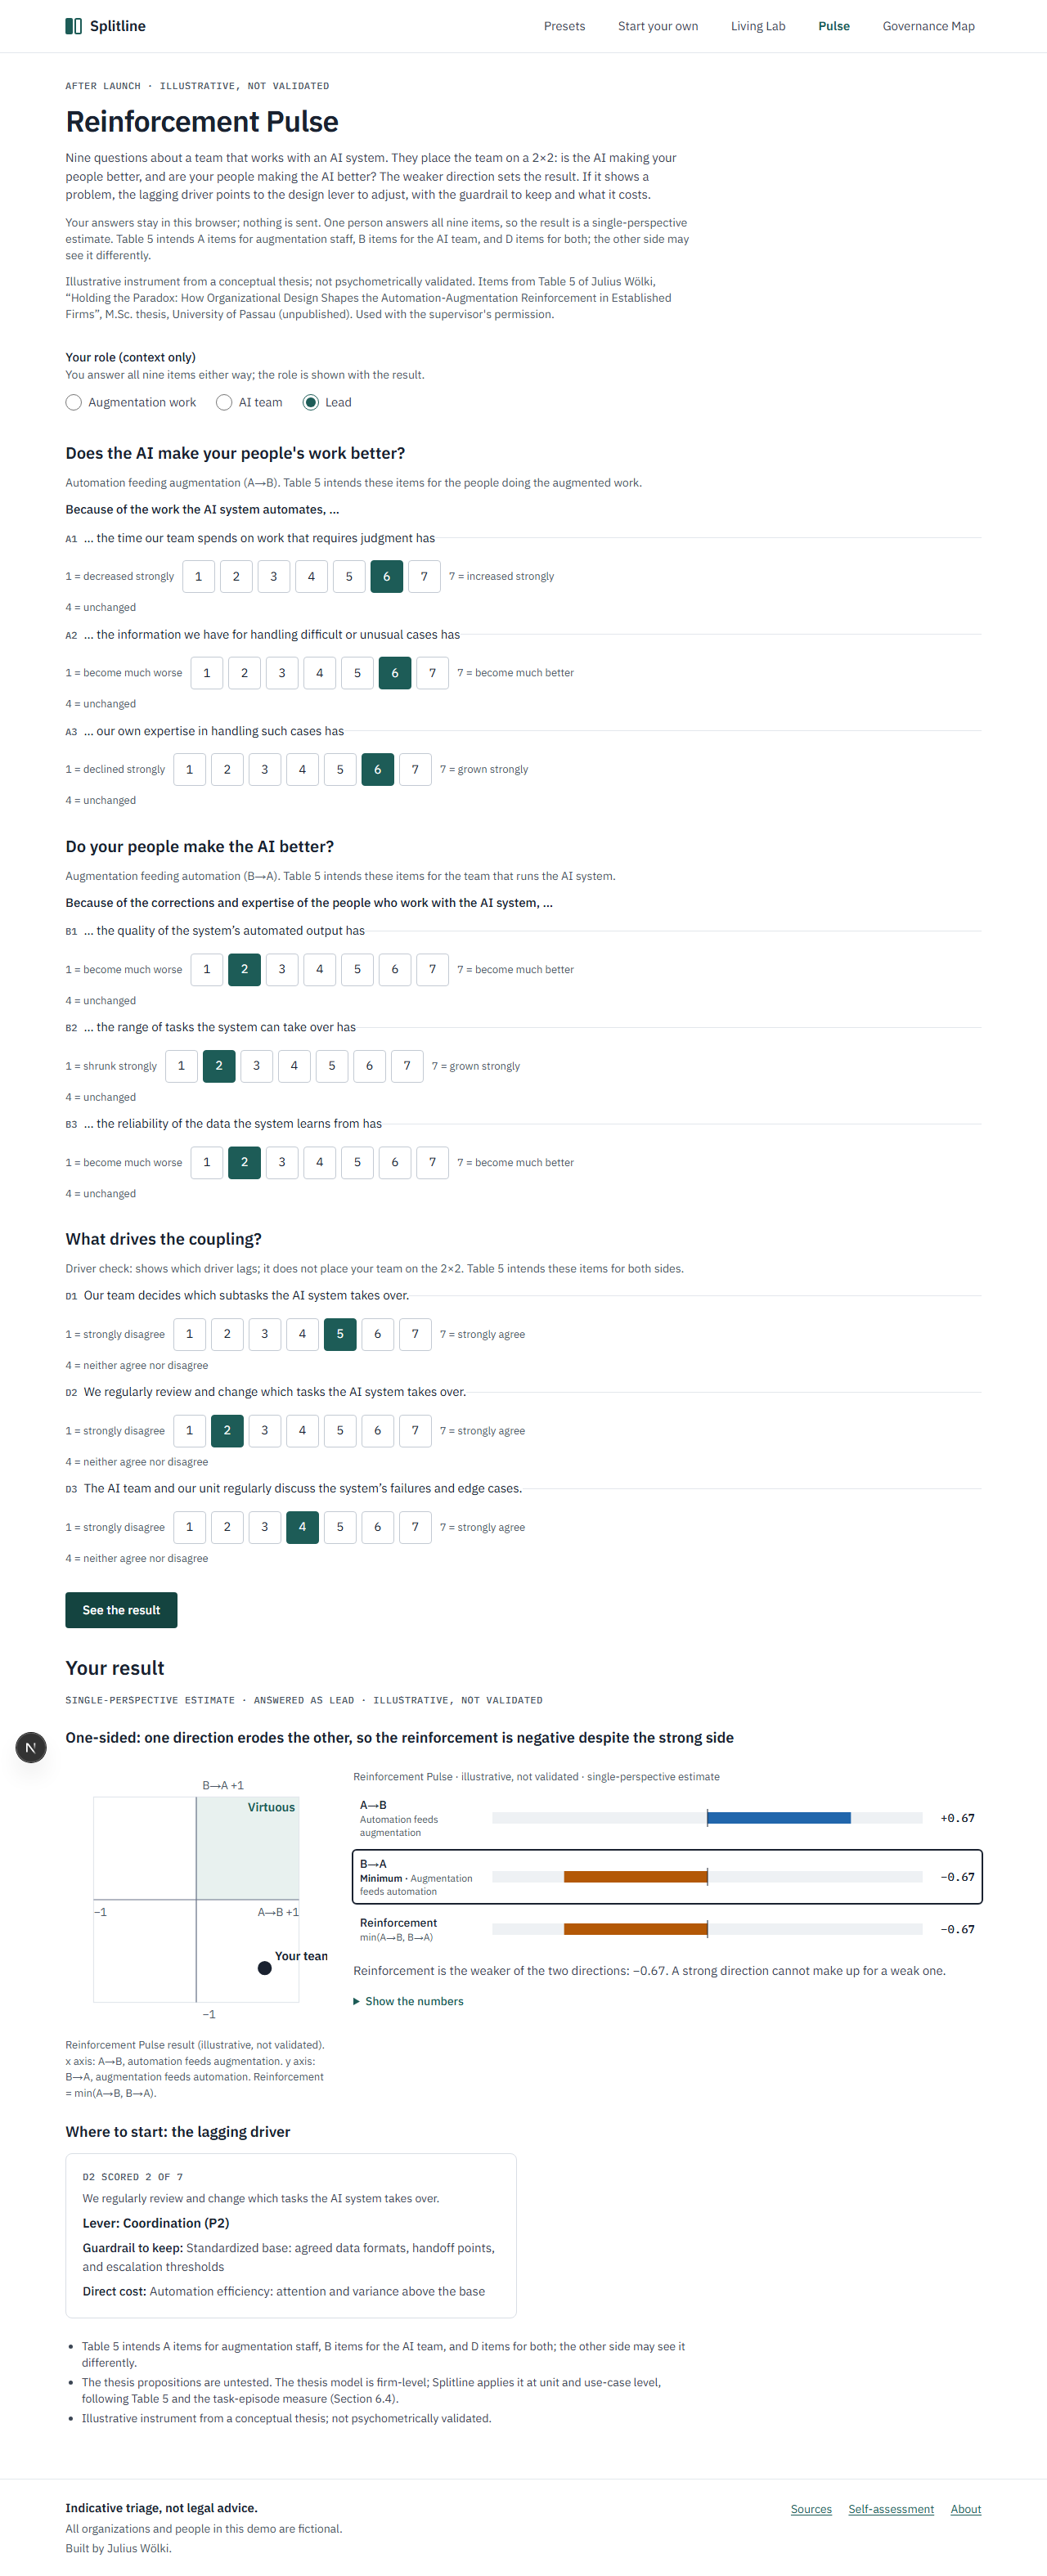 Splitline
Presets
Start your own
Living Lab
Pulse
Governance Map
AFTER LAUNCH · ILLUSTRATIVE, NOT VALIDATED
Reinforcement Pulse
Nine questions about a team that works with an AI system. They place the team on a 2×2: is the AI making your
people better, and are your people making the AI better? The weaker direction sets the result. If it shows a
problem, the lagging driver points to the design lever to adjust, with the guardrail to keep and what it costs.
Your answers stay in this browser; nothing is sent. One person answers all nine items, so the result is a single-perspective
estimate. Table 5 intends A items for augmentation staff, B items for the AI team, and D items for both; the other side may
see it differently.
Illustrative instrument from a conceptual thesis; not psychometrically validated. Items from Table 5 of Julius Wölki,
“Holding the Paradox: How Organizational Design Shapes the Automation-Augmentation Reinforcement in Established
Firms”, M.Sc. thesis, University of Passau (unpublished). Used with the supervisor's permission.
Your role (context only)
You answer all nine items either way; the role is shown with the result.
Augmentation work
AI team
Lead
Does the AI make your people's work better?
Automation feeding augmentation (A→B). Table 5 intends these items for the people doing the augmented work.
Because of the work the AI system automates, …
A1 … the time our team spends on work that requires judgment has
1 = decreased strongly 1 2 3 4 5 6 7 7 = increased strongly
4 = unchanged
A2 … the information we have for handling difficult or unusual cases has
1 = become much worse 1 2 3 4 5 6 7 7 = become much better
4 = unchanged
A3 … our own expertise in handling such cases has
1 = declined strongly 1 2 3 4 5 6 7 7 = grown strongly
4 = unchanged
Do your people make the AI better?
Augmentation feeding automation (B→A). Table 5 intends these items for the team that runs the AI system.
Because of the corrections and expertise of the people who work with the AI system, …
B1 … the quality of the system’s automated output has
1 = become much worse 1 2 3 4 5 6 7 7 = become much better
4 = unchanged
B2 … the range of tasks the system can take over has
1 = shrunk strongly 1 2 3 4 5 6 7 7 = grown strongly
4 = unchanged
B3 … the reliability of the data the system learns from has
1 = become much worse 1 2 3 4 5 6 7 7 = become much better
4 = unchanged
What drives the coupling?
Driver check: shows which driver lags; it does not place your team on the 2×2. Table 5 intends these items for both sides.
D1 Our team decides which subtasks the AI system takes over.
1 = strongly disagree 1 2 3 4 5 6 7 7 = strongly agree
4 = neither agree nor disagree
D2 We regularly review and change which tasks the AI system takes over.
1 = strongly disagree 1 2 3 4 5 6 7 7 = strongly agree
4 = neither agree nor disagree
D3 The AI team and our unit regularly discuss the system’s failures and edge cases.
1 = strongly disagree 1 2 3 4 5 6 7 7 = strongly agree
4 = neither agree nor disagree
See the result
Your result
SINGLE-PERSPECTIVE ESTIMATE · ANSWERED AS LEAD · ILLUSTRATIVE, NOT VALIDATED
N
One-sided: one direction erodes the other, so the reinforcement is negative despite the strong side
B→A +1
Virtuous
−1
A→B +1
Your team
−1
Reinforcement Pulse result (illustrative, not validated).
x axis: A→B, automation feeds augmentation. y axis:
B→A, augmentation feeds automation. Reinforcement
= min(A→B, B→A).
Reinforcement Pulse · illustrative, not validated · single-perspective estimate
A→B
Automation feeds
augmentation
+0.67
B→A
Minimum · Augmentation
feeds automation
−0.67
Reinforcement
min(A→B, B→A)
−0.67
Reinforcement is the weaker of the two directions: −0.67. A strong direction cannot make up for a weak one.
Show the numbers
Where to start: the lagging driver
D2 SCORED 2 OF 7
We regularly review and change which tasks the AI system takes over.
Lever: Coordination (P2)
Guardrail to keep: Standardized base: agreed data formats, handoff points,
and escalation thresholds
Direct cost: Automation efficiency: attention and variance above the base
• Table 5 intends A items for augmentation staff, B items for the AI team, and D items for both; the other side may see it
differently.
• The thesis propositions are untested. The thesis model is firm-level; Splitline applies it at unit and use-case level,
following Table 5 and the task-episode measure (Section 6.4).
• Illustrative instrument from a conceptual thesis; not psychometrically validated.
Indicative triage, not legal advice.
All organizations and people in this demo are fictional.
Built by Julius Wölki.
Sources
Self-assessment
About